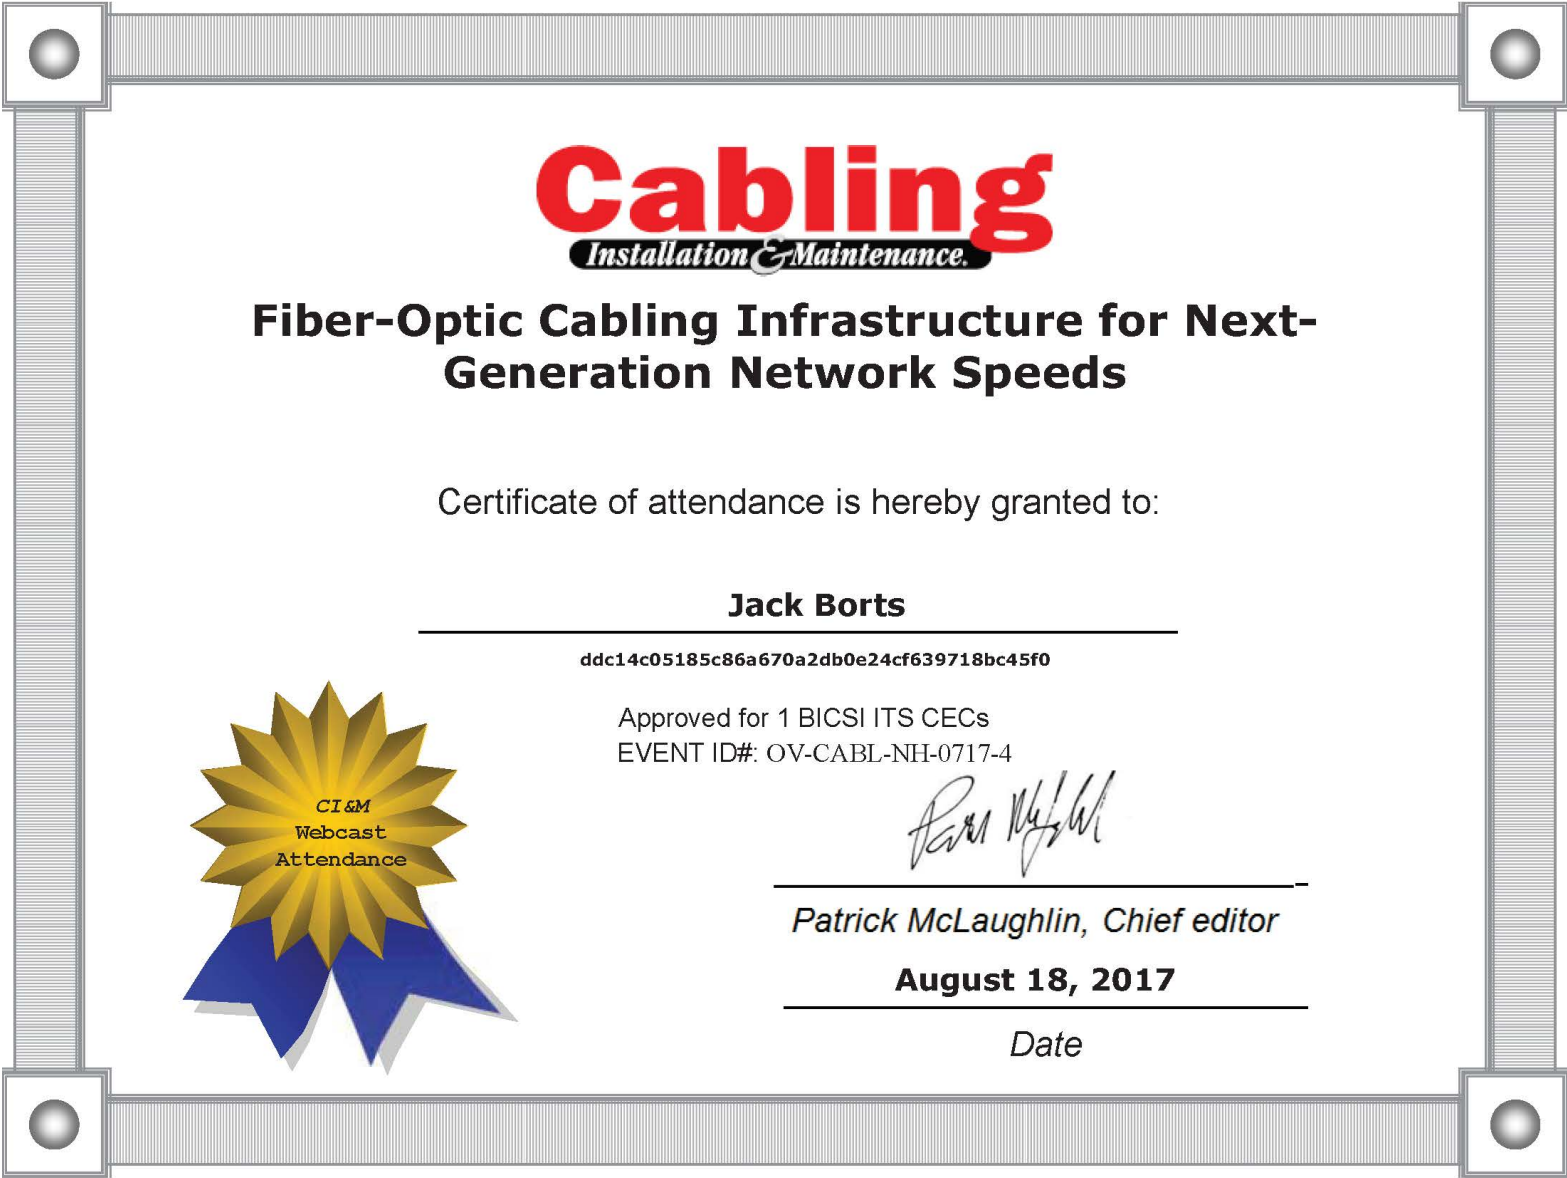 Cabling
Installation & Maintenance.
Fiber-Optic Cabling Infrastructure for Next-
Generation Network Speeds
Certificate of attendance is hereby granted to:
Jack Borts
ddc14c05185c86a670a2db0e24cf639718bc45f0
Approved for 1 BICSI ITS CECs
EVENT ID#: OV-CABL-NH-0717-4
CI&M
Webcast
Attendance
Patrick McLaughlin, Chief editor
August 18, 2017
Date